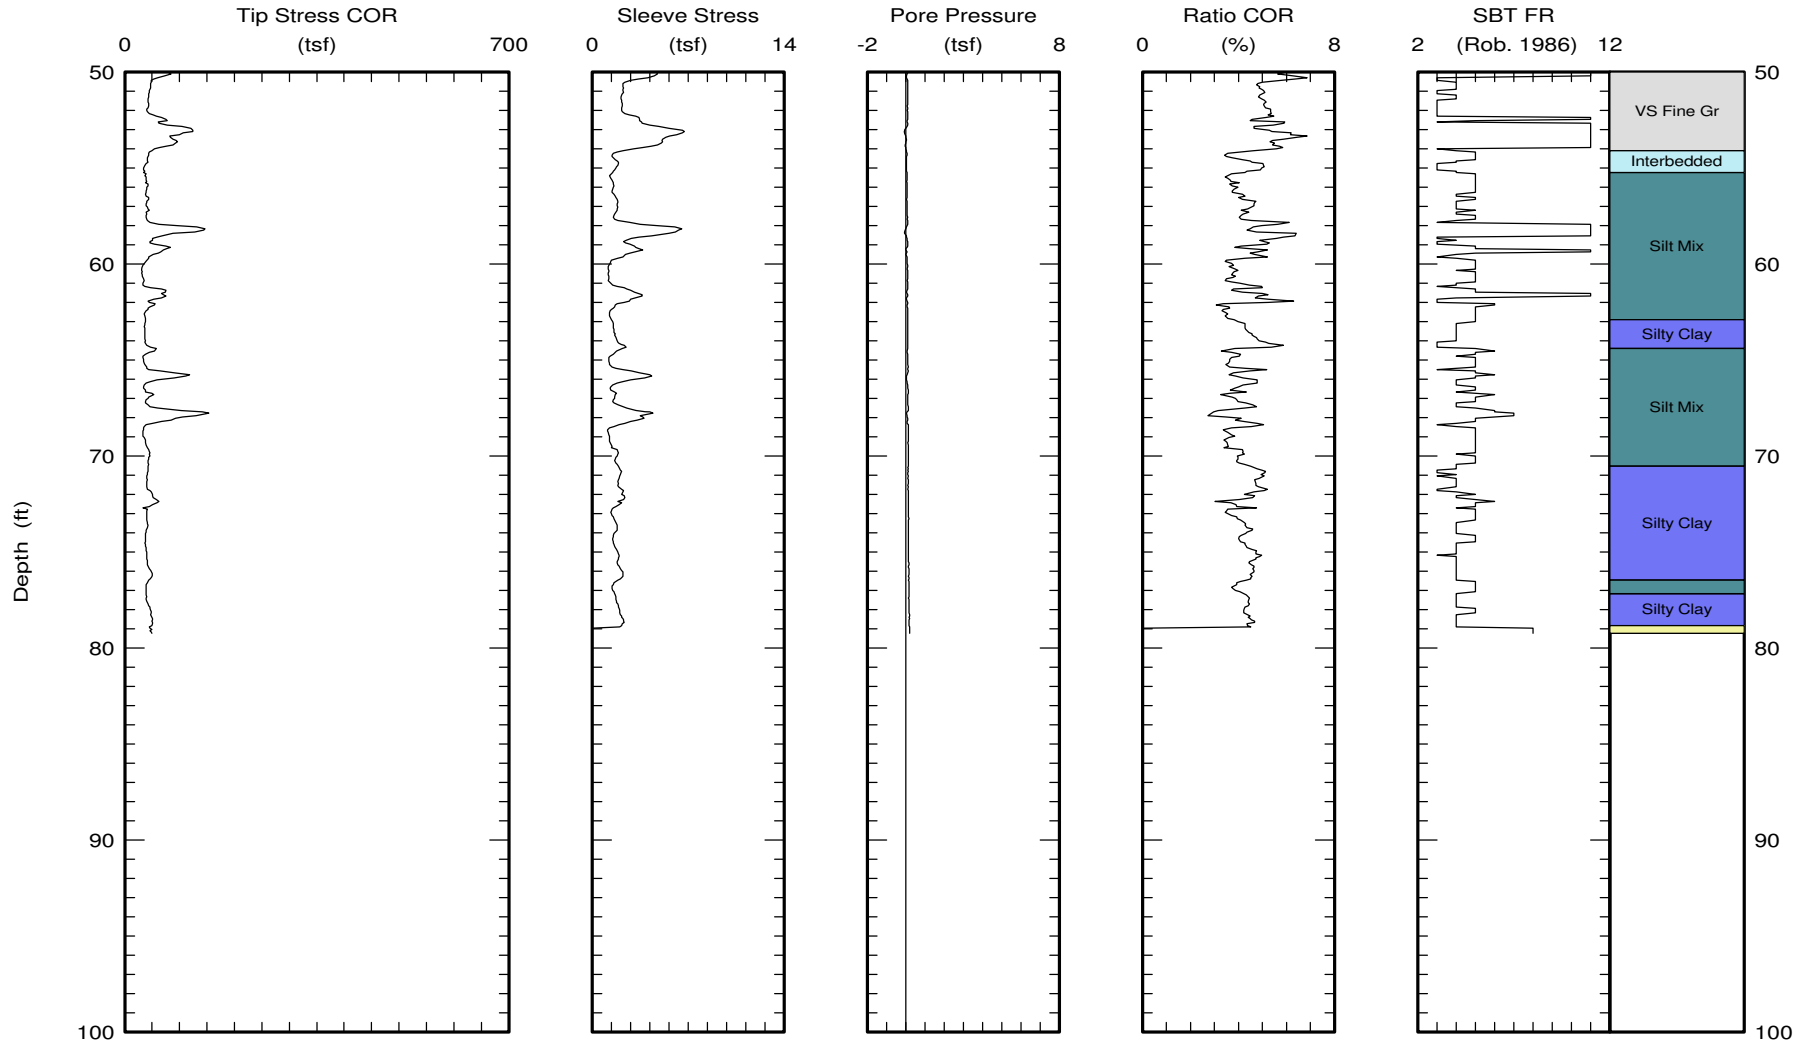 Tip Stress COR Sleeve Stress Pore Pressure Ratio COR SBT FR
0 (tsf) 700 0 (tsf) 14 -2 (tsf) 8 0 (%) 8 2 (Rob. 1986) 12
50 50
VS Fine Gr
Interbedded
Silt Mix
60 60
Silty Clay
Silt Mix
70 70
Silty Clay
Depth (ft)
Silty Clay
80 80
90 90
100 100